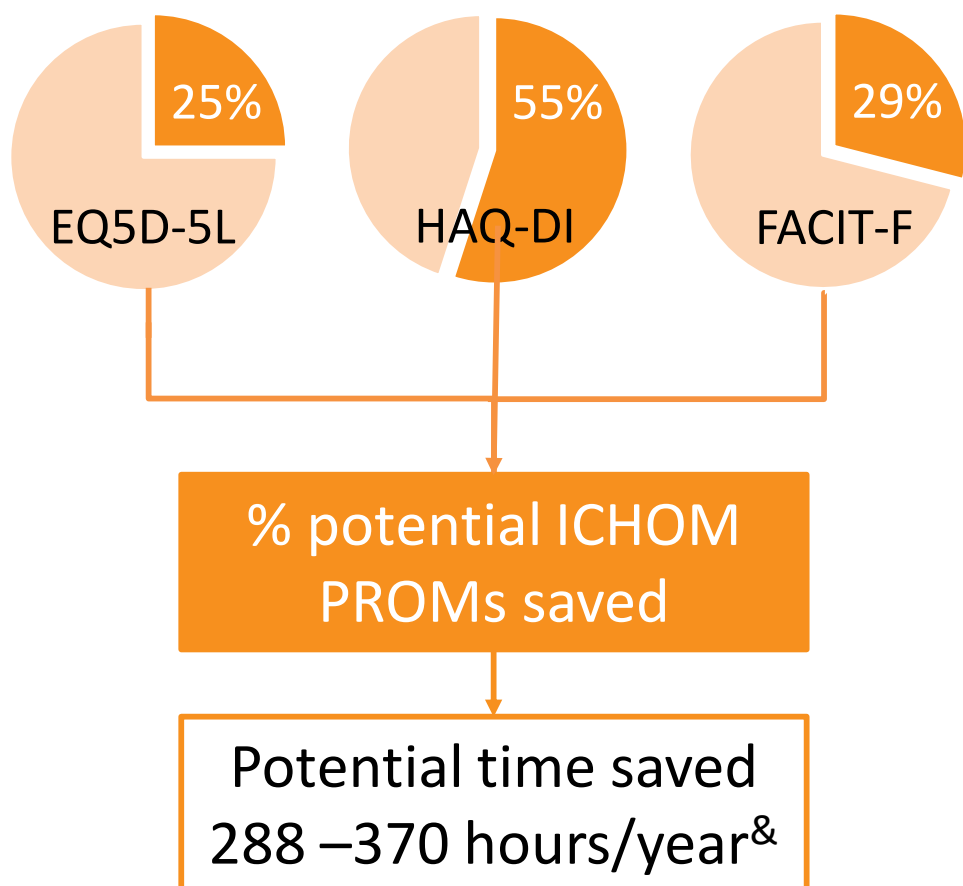 25%
55%
29%
EQ5D-5L
HAQ-DI
FACIT-F
% potential ICHOM
PROMs saved
Potential time saved
288 –370 hours/year&